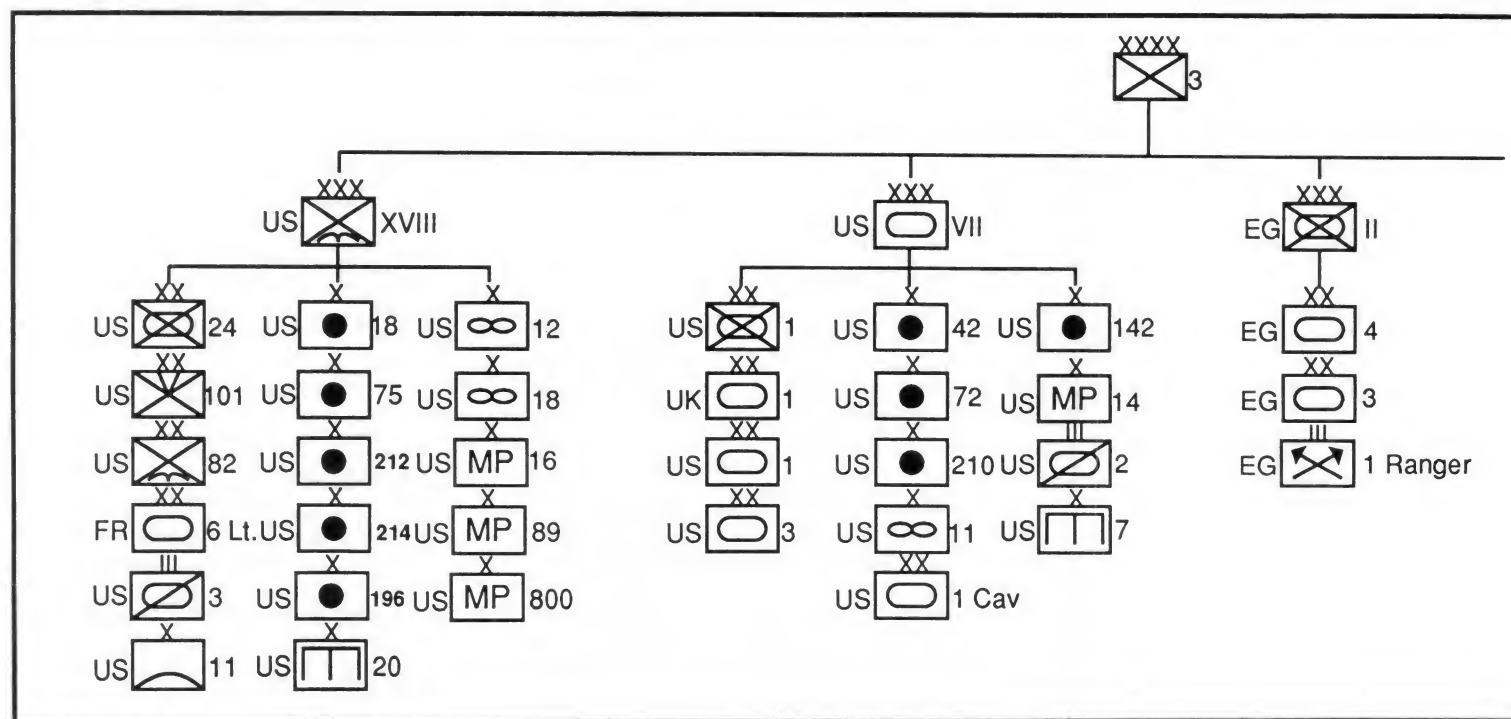 XXXX
3
XXX XXX XXX
US XVIII US VII EG II
XX X X XX X X XX
US 24 US 18 US 12 US 1 US 42 US 142 EG 4
XX X X XX X X XX
US 101 US 75 US 18 UK 1 US 72 US MP 14 EG 3
XX X X XX X III III
US 82 US 212 US MP 16 US 1 US 210 US 2 EG 1 Ranger
XX X X XX X X
FR 6 Lt. US 214 US MP 89 US 3 US 11 US 7
III X X XX
US 3 US 196 US MP 800 US 1 Cav
X X
US 11 US 20